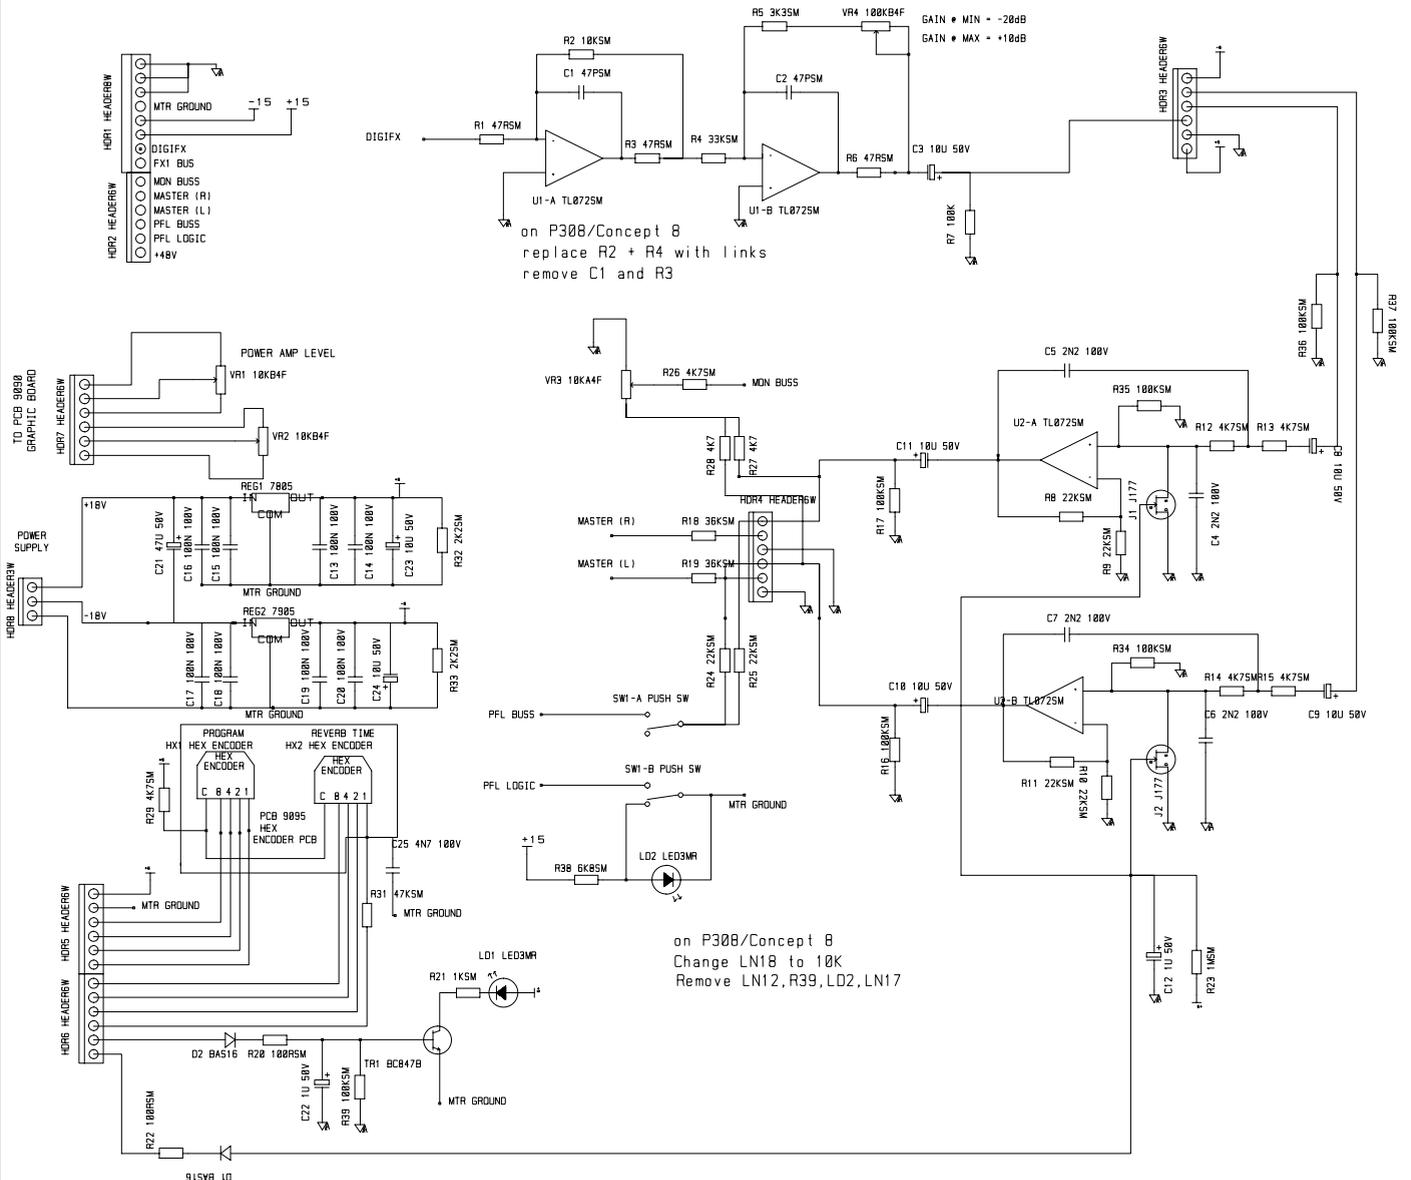 R5 3K3SM
VR4 100KB4F
GAIN @ MIN = -20dB
GAIN @ MAX = +10dB
R2 10KSM
C1 47PSM
C2 47PSM
HDR1 HEADER8W
MTR GROUND
-15
+15
DIGIFX
FX1 BUS
HDR2 HEADER6W
MON BUSS
MASTER (R)
MASTER (L)
PFL BUSS
PFL LOGIC
+48V
DIGIFX
R1 47RSM
R3 47RSM
R4 33KSM
R6 47RSM
C3 10U 50V
U1-A TL072SM
U1-B TL072SM
R7 100K
HDR3 HEADER6W
on P308/Concept 8
replace R2 + R4 with links
remove C1 and R3
R36 100KSM
R37 100KSM
TO PCB 9090
GRAPHIC BOARD
HDR7 HEADER6W
POWER AMP LEVEL
VR1 10KB4F
VR2 10KB4F
VR3 10KA4F
R26 4K7SM
MON BUSS
R28 4K7
R27 4K7
C5 2N2 100V
R35 100KSM
U2-A TL072SM
R12 4K7SM
R13 4K7SM
C8 10U 50V
C11 10U 50V
R17 100KSM
R8 22KSM
R9 22KSM
J1 J177
C4 2N2 100V
HDR4 HEADER6W
MASTER (R)
R18 36KSM
MASTER (L)
R19 36KSM
R24 22KSM
R25 22KSM
POWER
SUPPLY
HDR8 HEADER3W
+18V
-18V
REG1 7805
IN
OUT
COM
C21 47U 50V
C16 100N 100V
C15 100N 100V
C13 100N 100V
C14 100N 100V
C23 10U 50V
R32 2K2SM
MTR GROUND
REG2 7905
IN
OUT
COM
C17 100N 100V
C18 100N 100V
C19 100N 100V
C20 100N 100V
C24 10U 50V
R33 2K2SM
MTR GROUND
C7 2N2 100V
R34 100KSM
C10 10U 50V
U2-B TL072SM
R14 4K7SM
R15 4K7SM
C6 2N2 100V
C9 10U 50V
R16 100KSM
R11 22KSM
R10 22KSM
J2 J177
SW1-A PUSH SW
PFL BUSS
SW1-B PUSH SW
PFL LOGIC
MTR GROUND
+15
R38 6K8SM
LD2 LED3MR
PROGRAM
HX1 HEX ENCODER
HEX
ENCODER
C 8 4 2 1
REVERB TIME
HX2 HEX ENCODER
HEX
ENCODER
C 8 4 2 1
R29 4K7SM
PCB 9095
HEX
ENCODER PCB
C25 4N7 100V
R31 47KSM
MTR GROUND
HDR5 HEADER6W
MTR GROUND
HDR6 HEADER6W
on P308/Concept 8
Change LN18 to 10K
Remove LN12,R39,LD2,LN17
C12 1U 50V
R23 1MSM
LD1 LED3MR
R21 1KSM
D2 BAS16
R20 100RSM
TR1 BC847B
C22 1U 50V
R39 100KSM
MTR GROUND
R22 100RSM
D1 BAS16